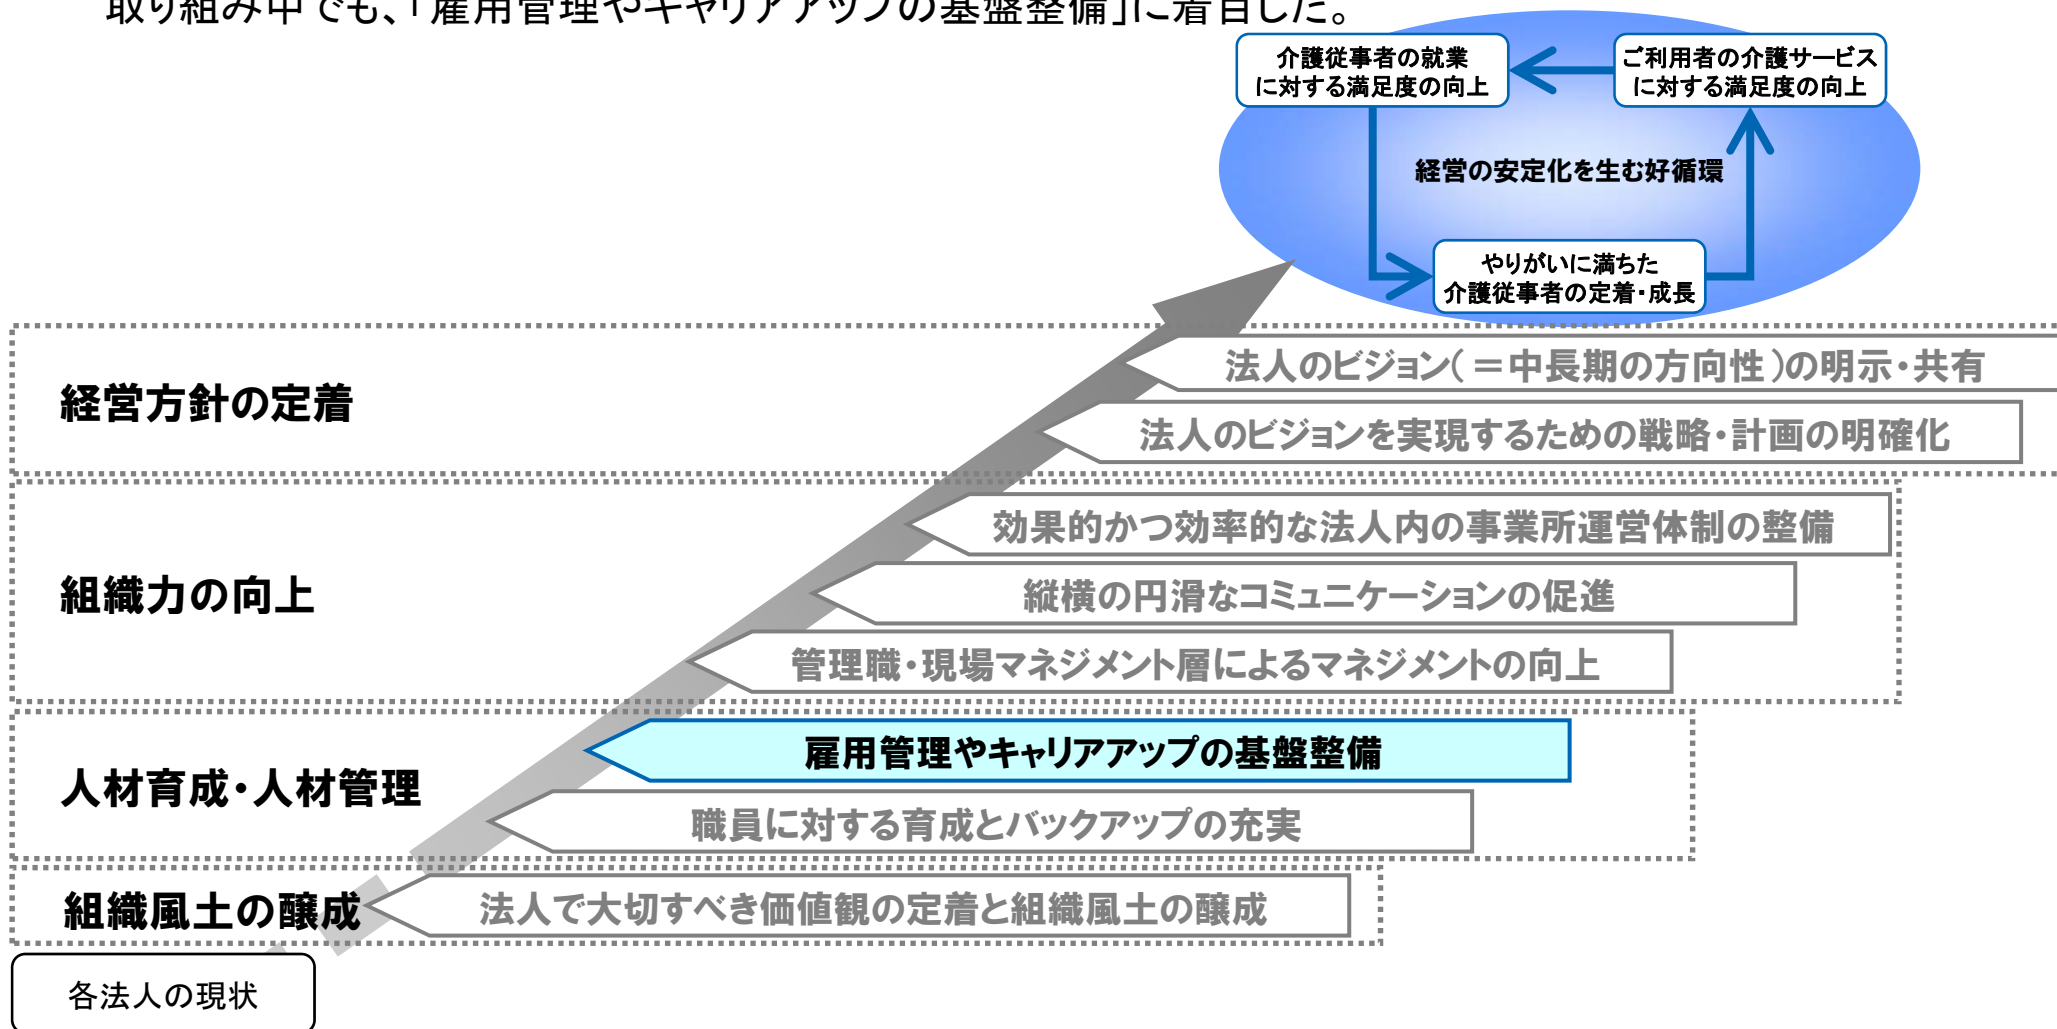 取り組み中でも、「雇用管理やキャリアアップの基盤整備」に着目した。
介護従事者の就業
に対する満足度の向上
ご利用者の介護サービス
に対する満足度の向上
経営の安定化を生む好循環
やりがいに満ちた
介護従事者の定着・成長
経営方針の定着
法人のビジョン(=中長期の方向性)の明示・共有
法人のビジョンを実現するための戦略・計画の明確化
組織力の向上
効果的かつ効率的な法人内の事業所運営体制の整備
縦横の円滑なコミュニケーションの促進
管理職・現場マネジメント層によるマネジメントの向上
人材育成・人材管理
雇用管理やキャリアアップの基盤整備
職員に対する育成とバックアップの充実
組織風土の醸成
法人で大切すべき価値観の定着と組織風土の醸成
各法人の現状